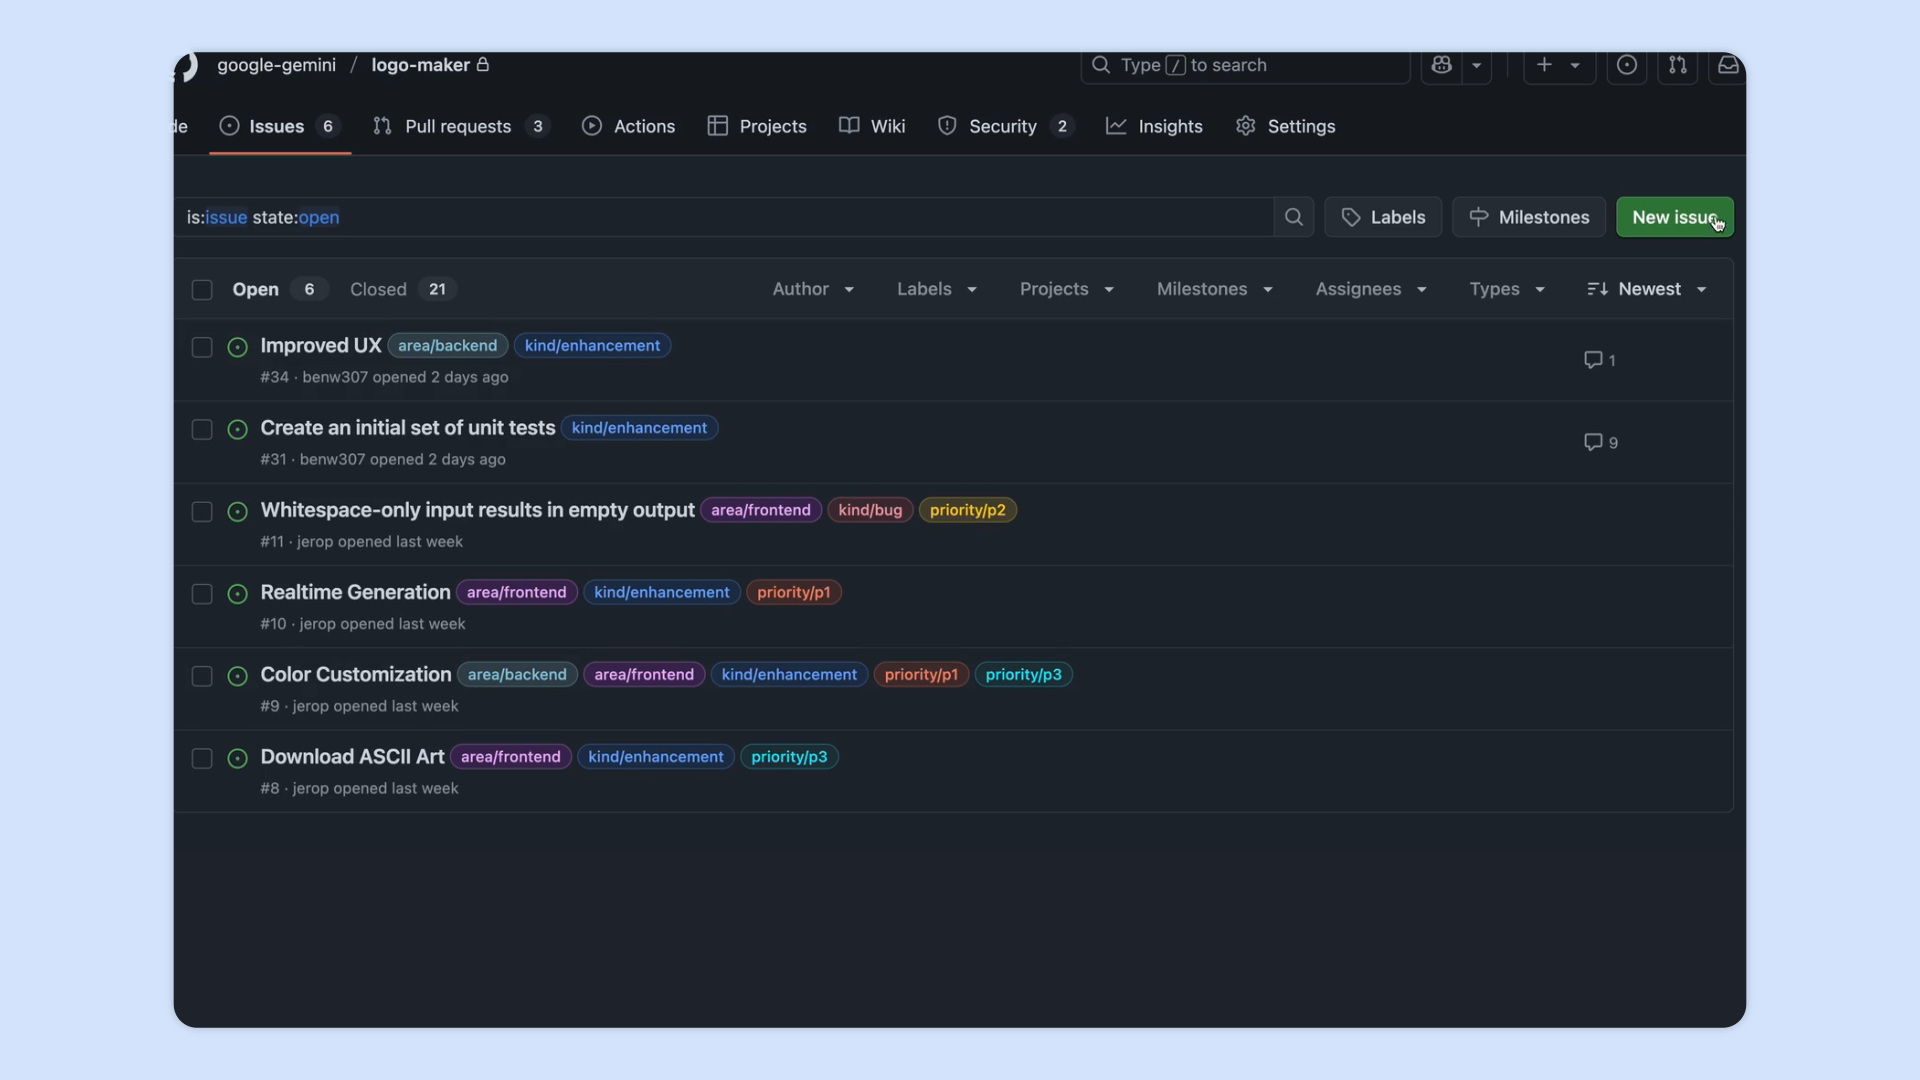 google-gemini / logo-maker
Type / to search
de Issues 6 Pull requests 3 Actions Projects Wiki Security 2 Insights Settings
is:issue state:open Labels Milestones New issue
Open 6 Closed 21 Author Labels Projects Milestones Assignees Types Newest
Improved UX area/backend kind/enhancement 1
#34 · benw307 opened 2 days ago
Create an initial set of unit tests kind/enhancement 9
#31 · benw307 opened 2 days ago
Whitespace-only input results in empty output area/frontend kind/bug priority/p2
#11 · jerop opened last week
Realtime Generation area/frontend kind/enhancement priority/p1
#10 · jerop opened last week
Color Customization area/backend area/frontend kind/enhancement priority/p1 priority/p3
#9 · jerop opened last week
Download ASCII Art area/frontend kind/enhancement priority/p3
#8 · jerop opened last week